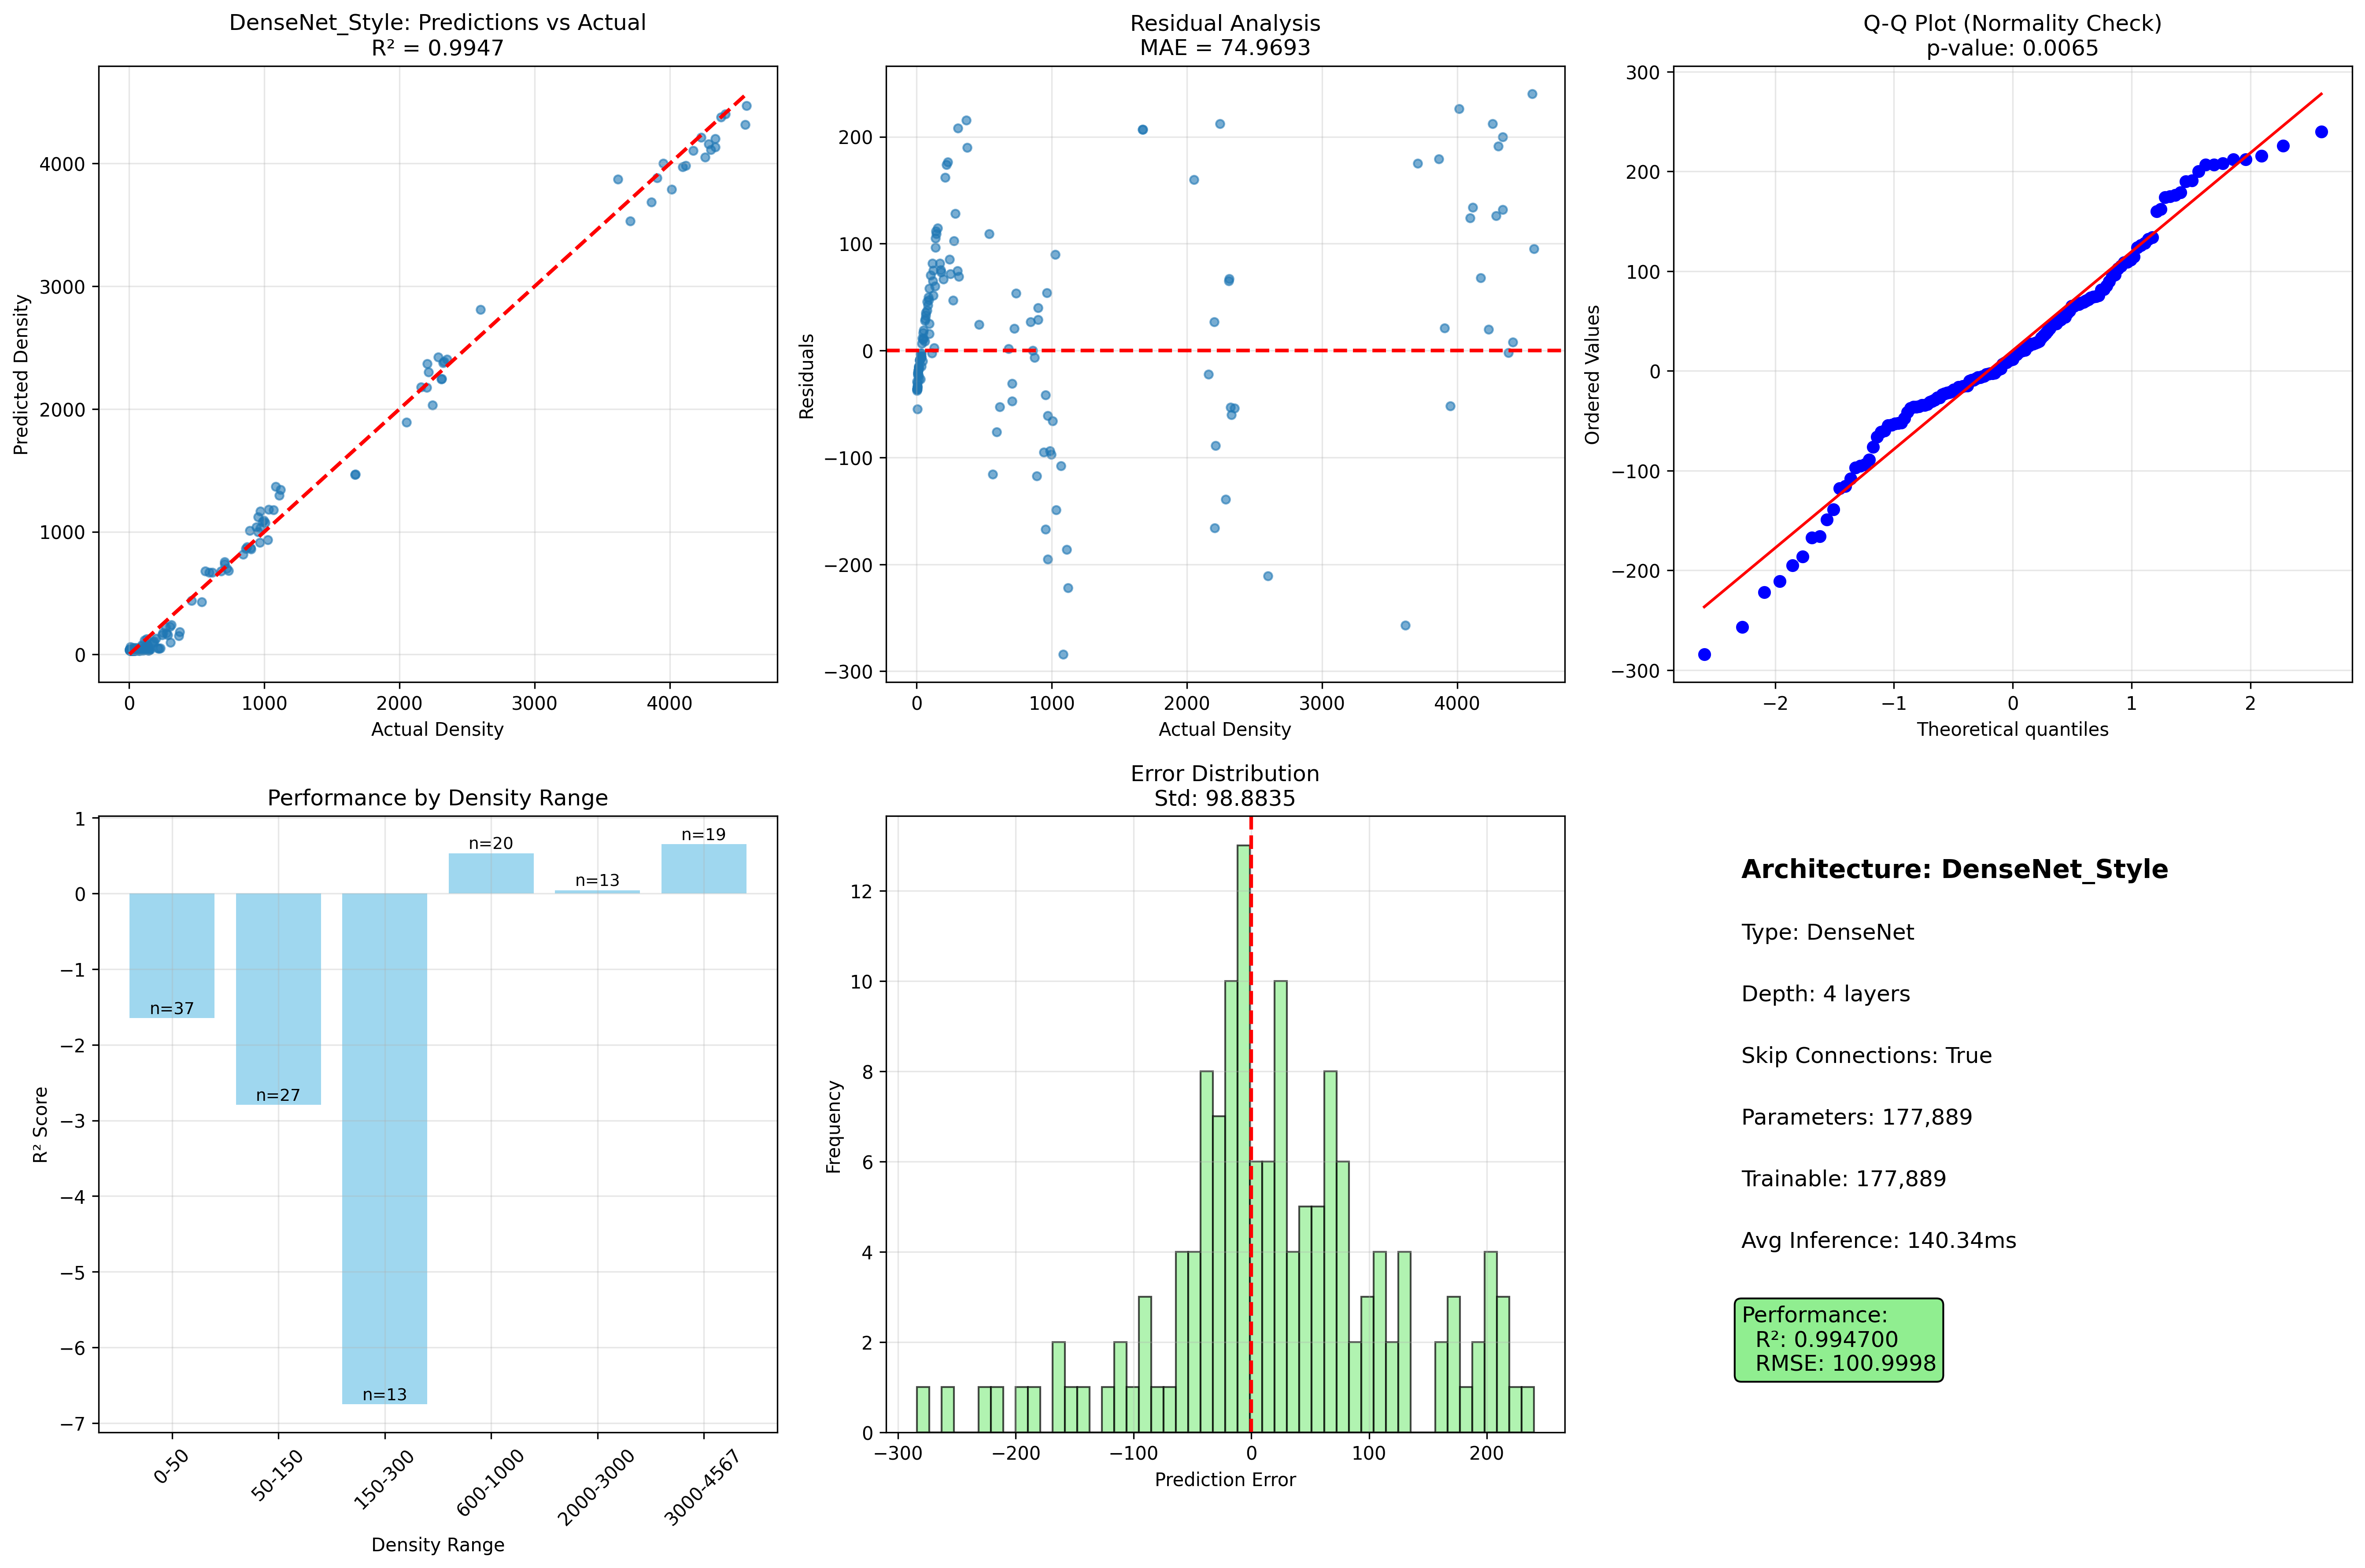 DenseNet_Style: Predictions vs Actual
R² = 0.9947
Predicted Density
4000
3000
2000
1000
0
0
1000
2000
3000
4000
Actual Density
Residual Analysis
MAE = 74.9693
Residuals
200
100
0
−100
−200
−300
0
1000
2000
3000
4000
Actual Density
Q-Q Plot (Normality Check)
p-value: 0.0065
Ordered Values
300
200
100
0
−100
−200
−300
−2
−1
0
1
2
Theoretical quantiles
Performance by Density Range
R² Score
1
0
−1
−2
−3
−4
−5
−6
−7
n=37
n=27
n=13
n=20
n=13
n=19
0-50
50-150
150-300
600-1000
2000-3000
3000-4567
Density Range
Error Distribution
Std: 98.8835
Frequency
12
10
8
6
4
2
0
−300
−200
−100
0
100
200
Prediction Error
Architecture: DenseNet_Style
Type: DenseNet
Depth: 4 layers
Skip Connections: True
Parameters: 177,889
Trainable: 177,889
Avg Inference: 140.34ms
Performance:
R²: 0.994700
RMSE: 100.9998